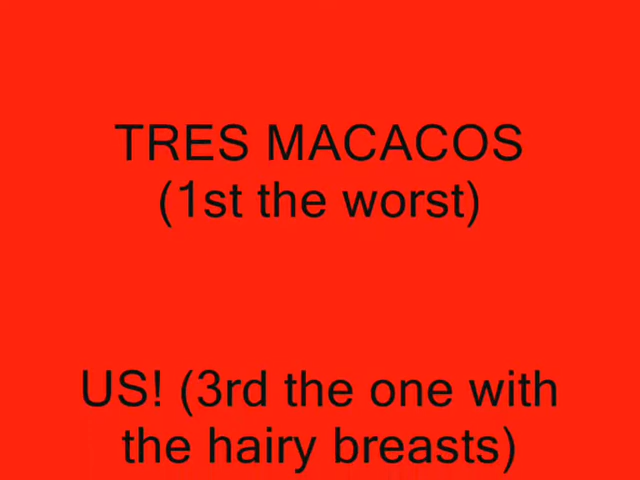 TRES MACACOS
(1st the worst)
US! (3rd the one with
the hairy breasts)